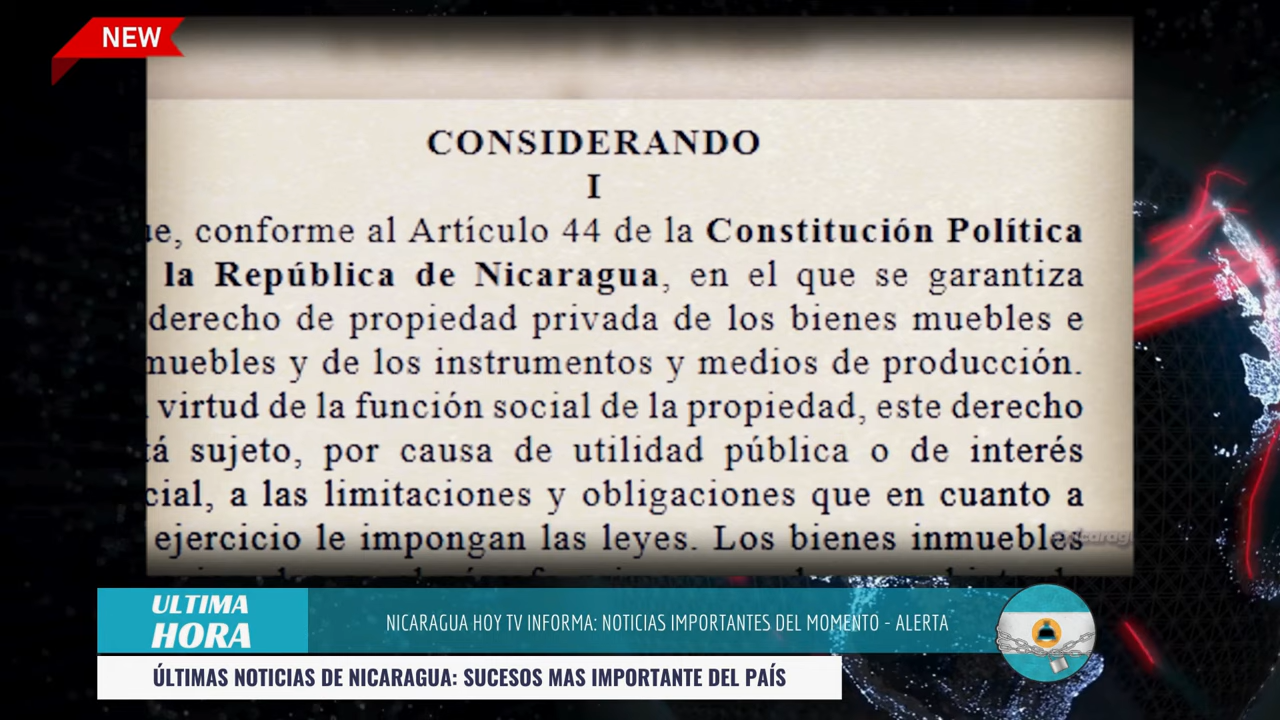 NEW
CONSIDERANDO
I
ue, conforme al Artículo 44 de la Constitución Política
la República de Nicaragua, en el que se garantiza
derecho de propiedad privada de los bienes muebles e
muebles y de los instrumentos y medios de producción.
virtud de la función social de la propiedad, este derecho
tá sujeto, por causa de utilidad pública o de interés
cial, a las limitaciones y obligaciones que en cuanto a
ejercicio le impongan las leyes. Los bienes inmuebles
ULTIMA
HORA
NICARAGUA HOY TV INFORMA: NOTICIAS IMPORTANTES DEL MOMENTO - ALERTA
ÚLTIMAS NOTICIAS DE NICARAGUA: SUCESOS MAS IMPORTANTE DEL PAÍS